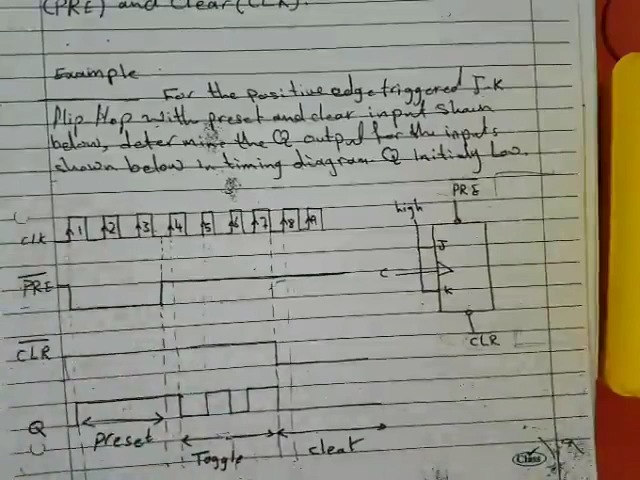 (PRE) and Clear (CLR).
Example
For the positive edge triggered J-K
flip flop with preset and clear input shown
below, determine the Q output for the inputs
shown below in timing diagram Q Initialy Low.
PRE
high
CLK 1 2 3 4 5 6 7 8 9
J
PRE
C
K
CLR
CLR
Q
preset
Toggle
clear
Class